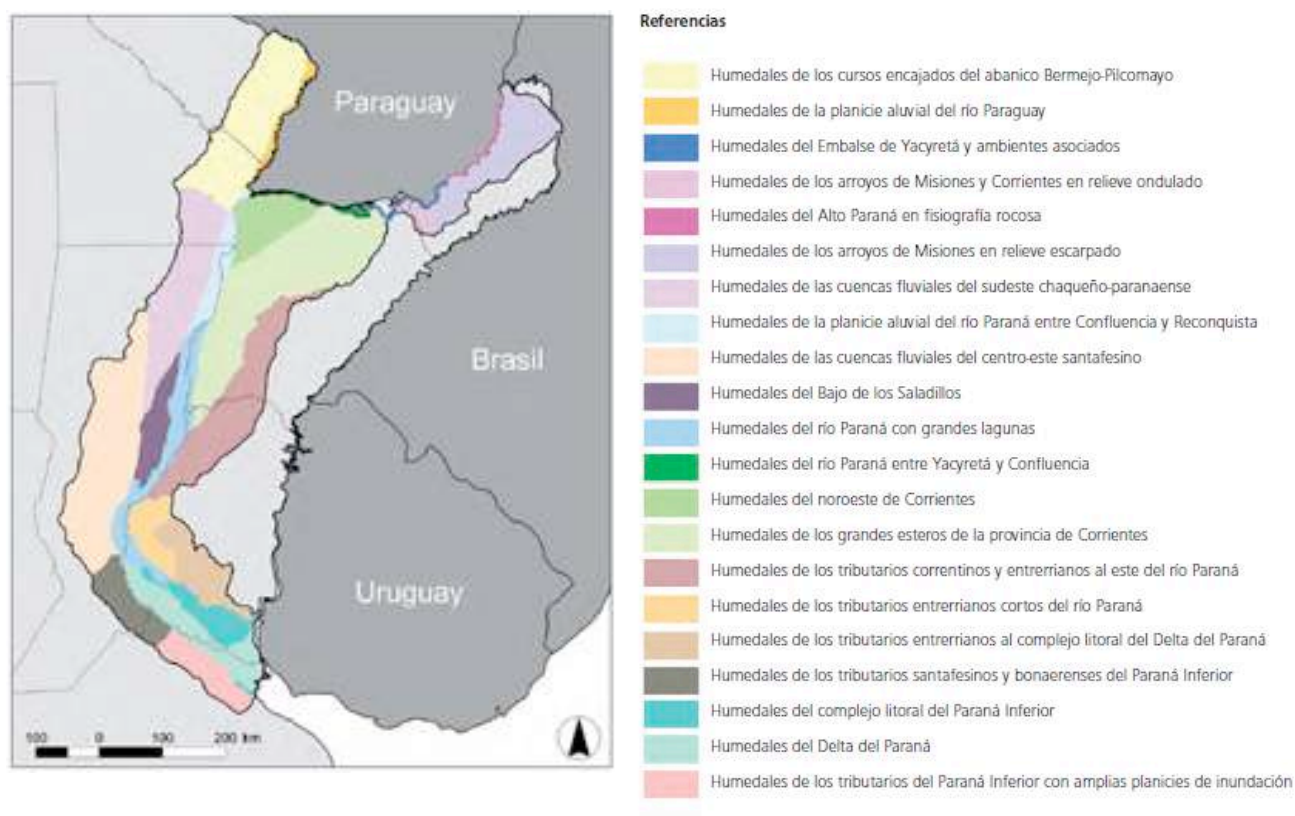 Referencias
Paraguay
Brasil
Uruguay
100 0 100 200 km
Humedales de los cursos encajados del abanico Bermejo-Pilcomayo
Humedales de la planicie aluvial del río Paraguay
Humedales del Embalse de Yacyretá y ambientes asociados
Humedales de los arroyos de Misiones y Corrientes en relieve ondulado
Humedales del Alto Paraná en fisiografía rocosa
Humedales de los arroyos de Misiones en relieve escarpado
Humedales de las cuencas fluviales del sudeste chaqueño-paranaense
Humedales de la planicie aluvial del río Paraná entre Confluencia y Reconquista
Humedales de las cuencas fluviales del centro-este santafesino
Humedales del Bajo de los Saladillos
Humedales del río Paraná con grandes lagunas
Humedales del río Paraná entre Yacyretá y Confluencia
Humedales del noroeste de Corrientes
Humedales de los grandes esteros de la provincia de Corrientes
Humedales de los tributarios correntinos y entrerrianos al este del río Paraná
Humedales de los tributarios entrerrianos cortos del río Paraná
Humedales de los tributarios entrerrianos al complejo litoral del Delta del Paraná
Humedales de los tributarios santafesinos y bonaerenses del Paraná Inferior
Humedales del complejo litoral del Paraná Inferior
Humedales del Delta del Paraná
Humedales de los tributarios del Paraná Inferior con amplias planicies de inundación